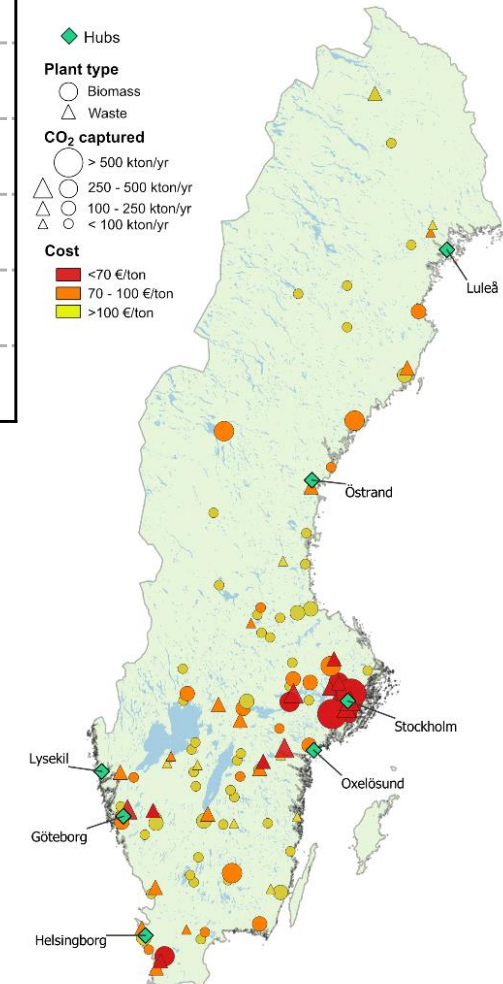 Hubs
Plant type
Biomass
Waste
CO₂ captured
> 500 kton/yr
250 - 500 kton/yr
100 - 250 kton/yr
< 100 kton/yr
Cost
<70 €/ton
70 - 100 €/ton
>100 €/ton
Luleå
Östrand
Stockholm
Lysekil
Oxelösund
Göteborg
Helsingborg